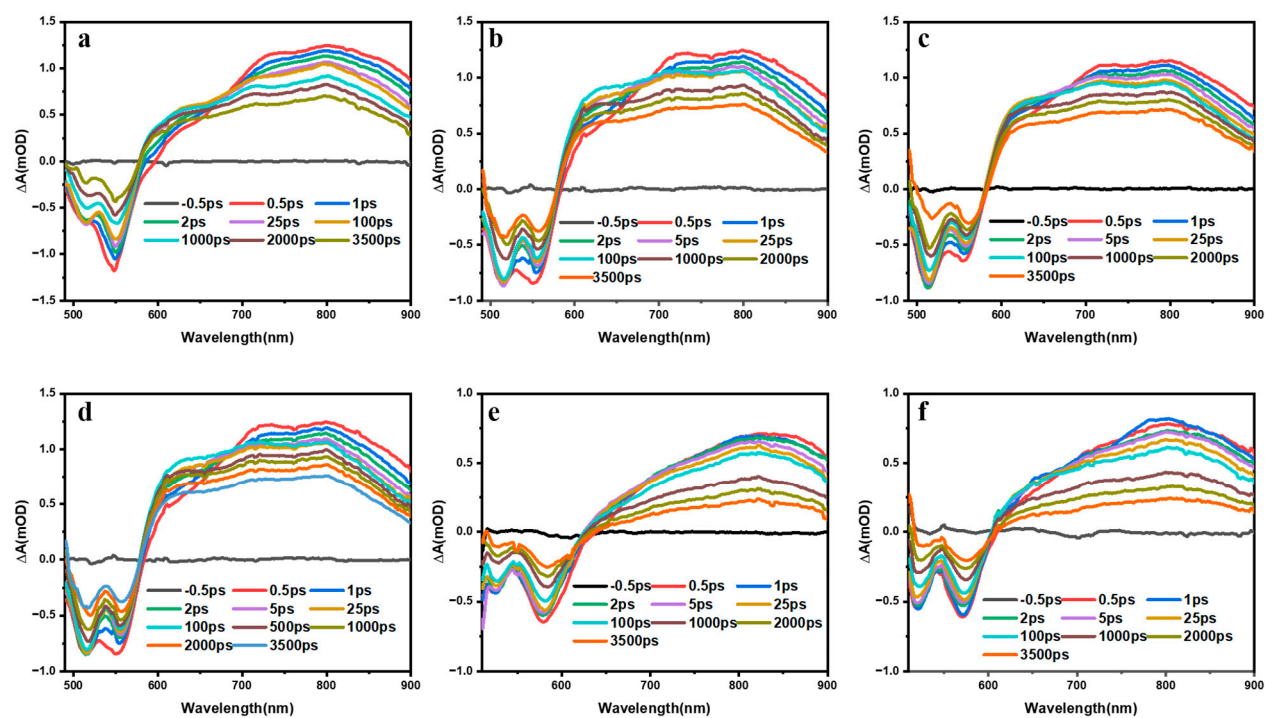 a
1.5
1.0
0.5
0.0
−0.5
−1.0
−1.5
ΔA(mOD)
-0.5ps 0.5ps 1ps
2ps 25ps 100ps
1000ps 2000ps 3500ps
500 600 700 800 900
Wavelength(nm)
b
1.5
1.0
0.5
0.0
−0.5
−1.0
ΔA(mOD)
-0.5ps 0.5ps 1ps
2ps 5ps 25ps
100ps 1000ps 2000ps
3500ps
500 600 700 800 900
Wavelength(nm)
c
1.5
1.0
0.5
0.0
−0.5
−1.0
ΔA(mOD)
-0.5ps 0.5ps 1ps
2ps 5ps 25ps
100ps 1000ps 2000ps
3500ps
500 600 700 800 900
Wavelength(nm)
d
1.5
1.0
0.5
0.0
−0.5
−1.0
ΔA(mOD)
-0.5ps 0.5ps 1ps
2ps 5ps 25ps
100ps 500ps 1000ps
2000ps 3500ps
500 600 700 800 900
Wavelength(nm)
e
1.0
0.5
0.0
−0.5
−1.0
ΔA(mOD)
-0.5ps 0.5ps 1ps
2ps 5ps 25ps
100ps 1000ps 2000ps
3500ps
600 700 800 900
Wavelength(nm)
f
1.0
0.5
0.0
−0.5
−1.0
ΔA(mOD)
-0.5ps 0.5ps 1ps
2ps 5ps 25ps
100ps 1000ps 2000ps
3500ps
600 700 800 900
Wavelength(nm)